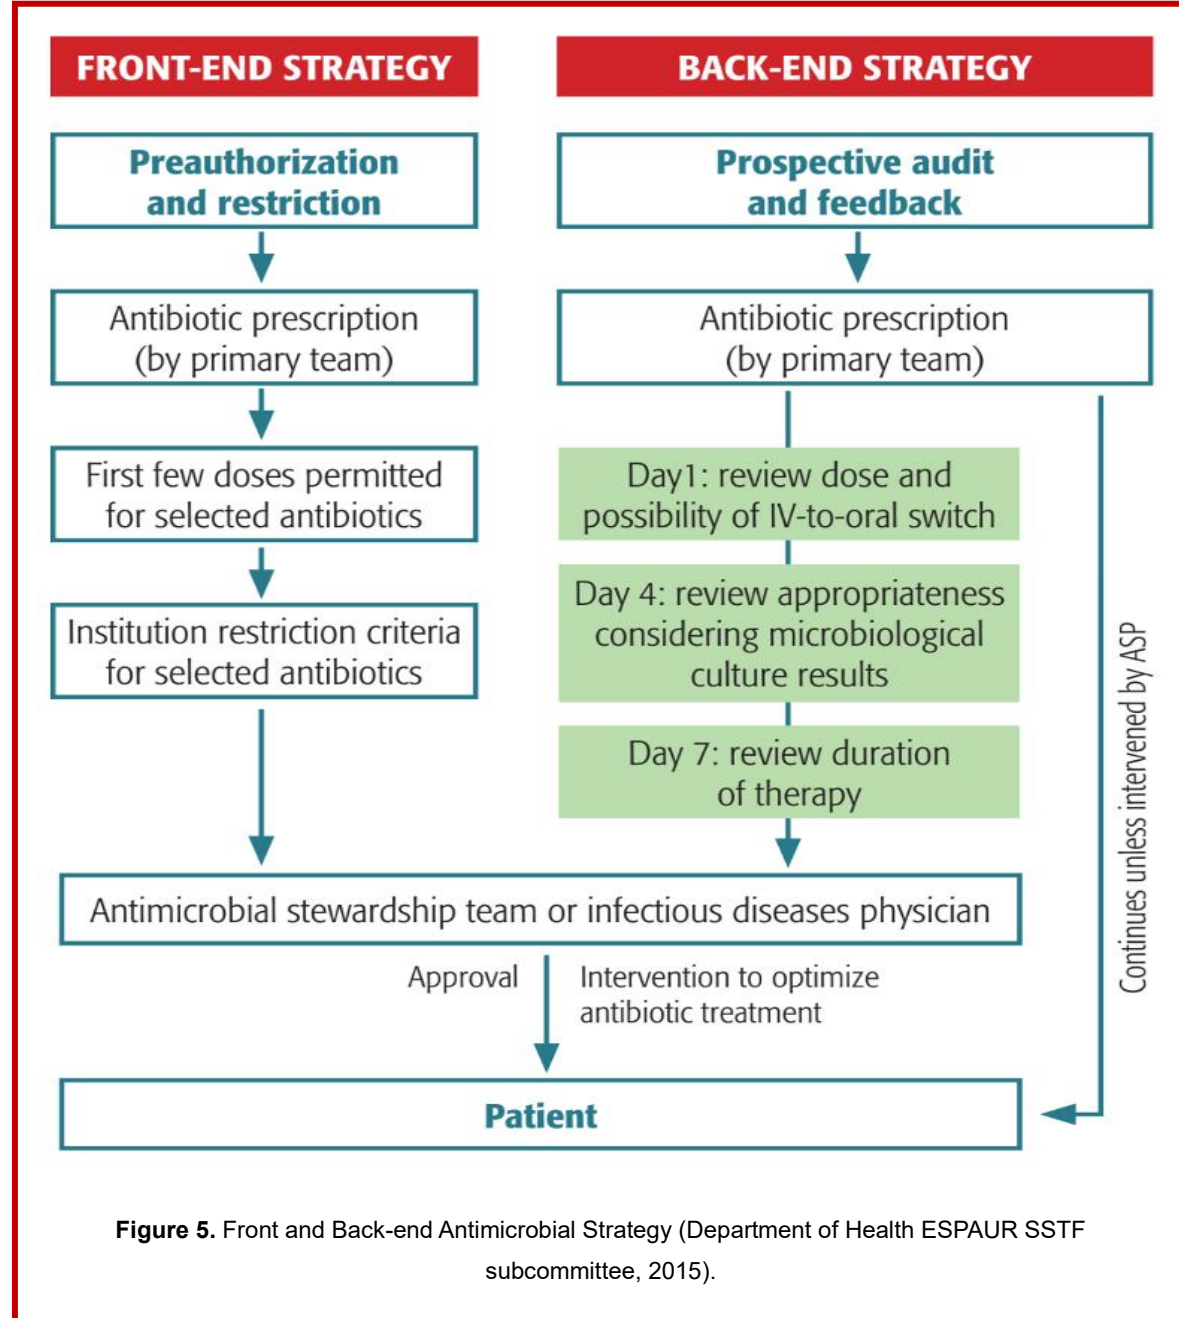 FRONT-END STRATEGY
Preauthorization
and restriction
Antibiotic prescription
(by primary team)
First few doses permitted
for selected antibiotics
Institution restriction criteria
for selected antibiotics
BACK-END STRATEGY
Prospective audit
and feedback
Antibiotic prescription
(by primary team)
Day1: review dose and
possibility of IV-to-oral switch
Day 4: review appropriateness
considering microbiological
culture results
Day 7: review duration
of therapy
Continues unless intervened by ASP
Antimicrobial stewardship team or infectious diseases physician
Approval
Intervention to optimize
antibiotic treatment
Patient
Figure 5. Front and Back-end Antimicrobial Strategy (Department of Health ESPAUR SSTF
subcommittee, 2015).